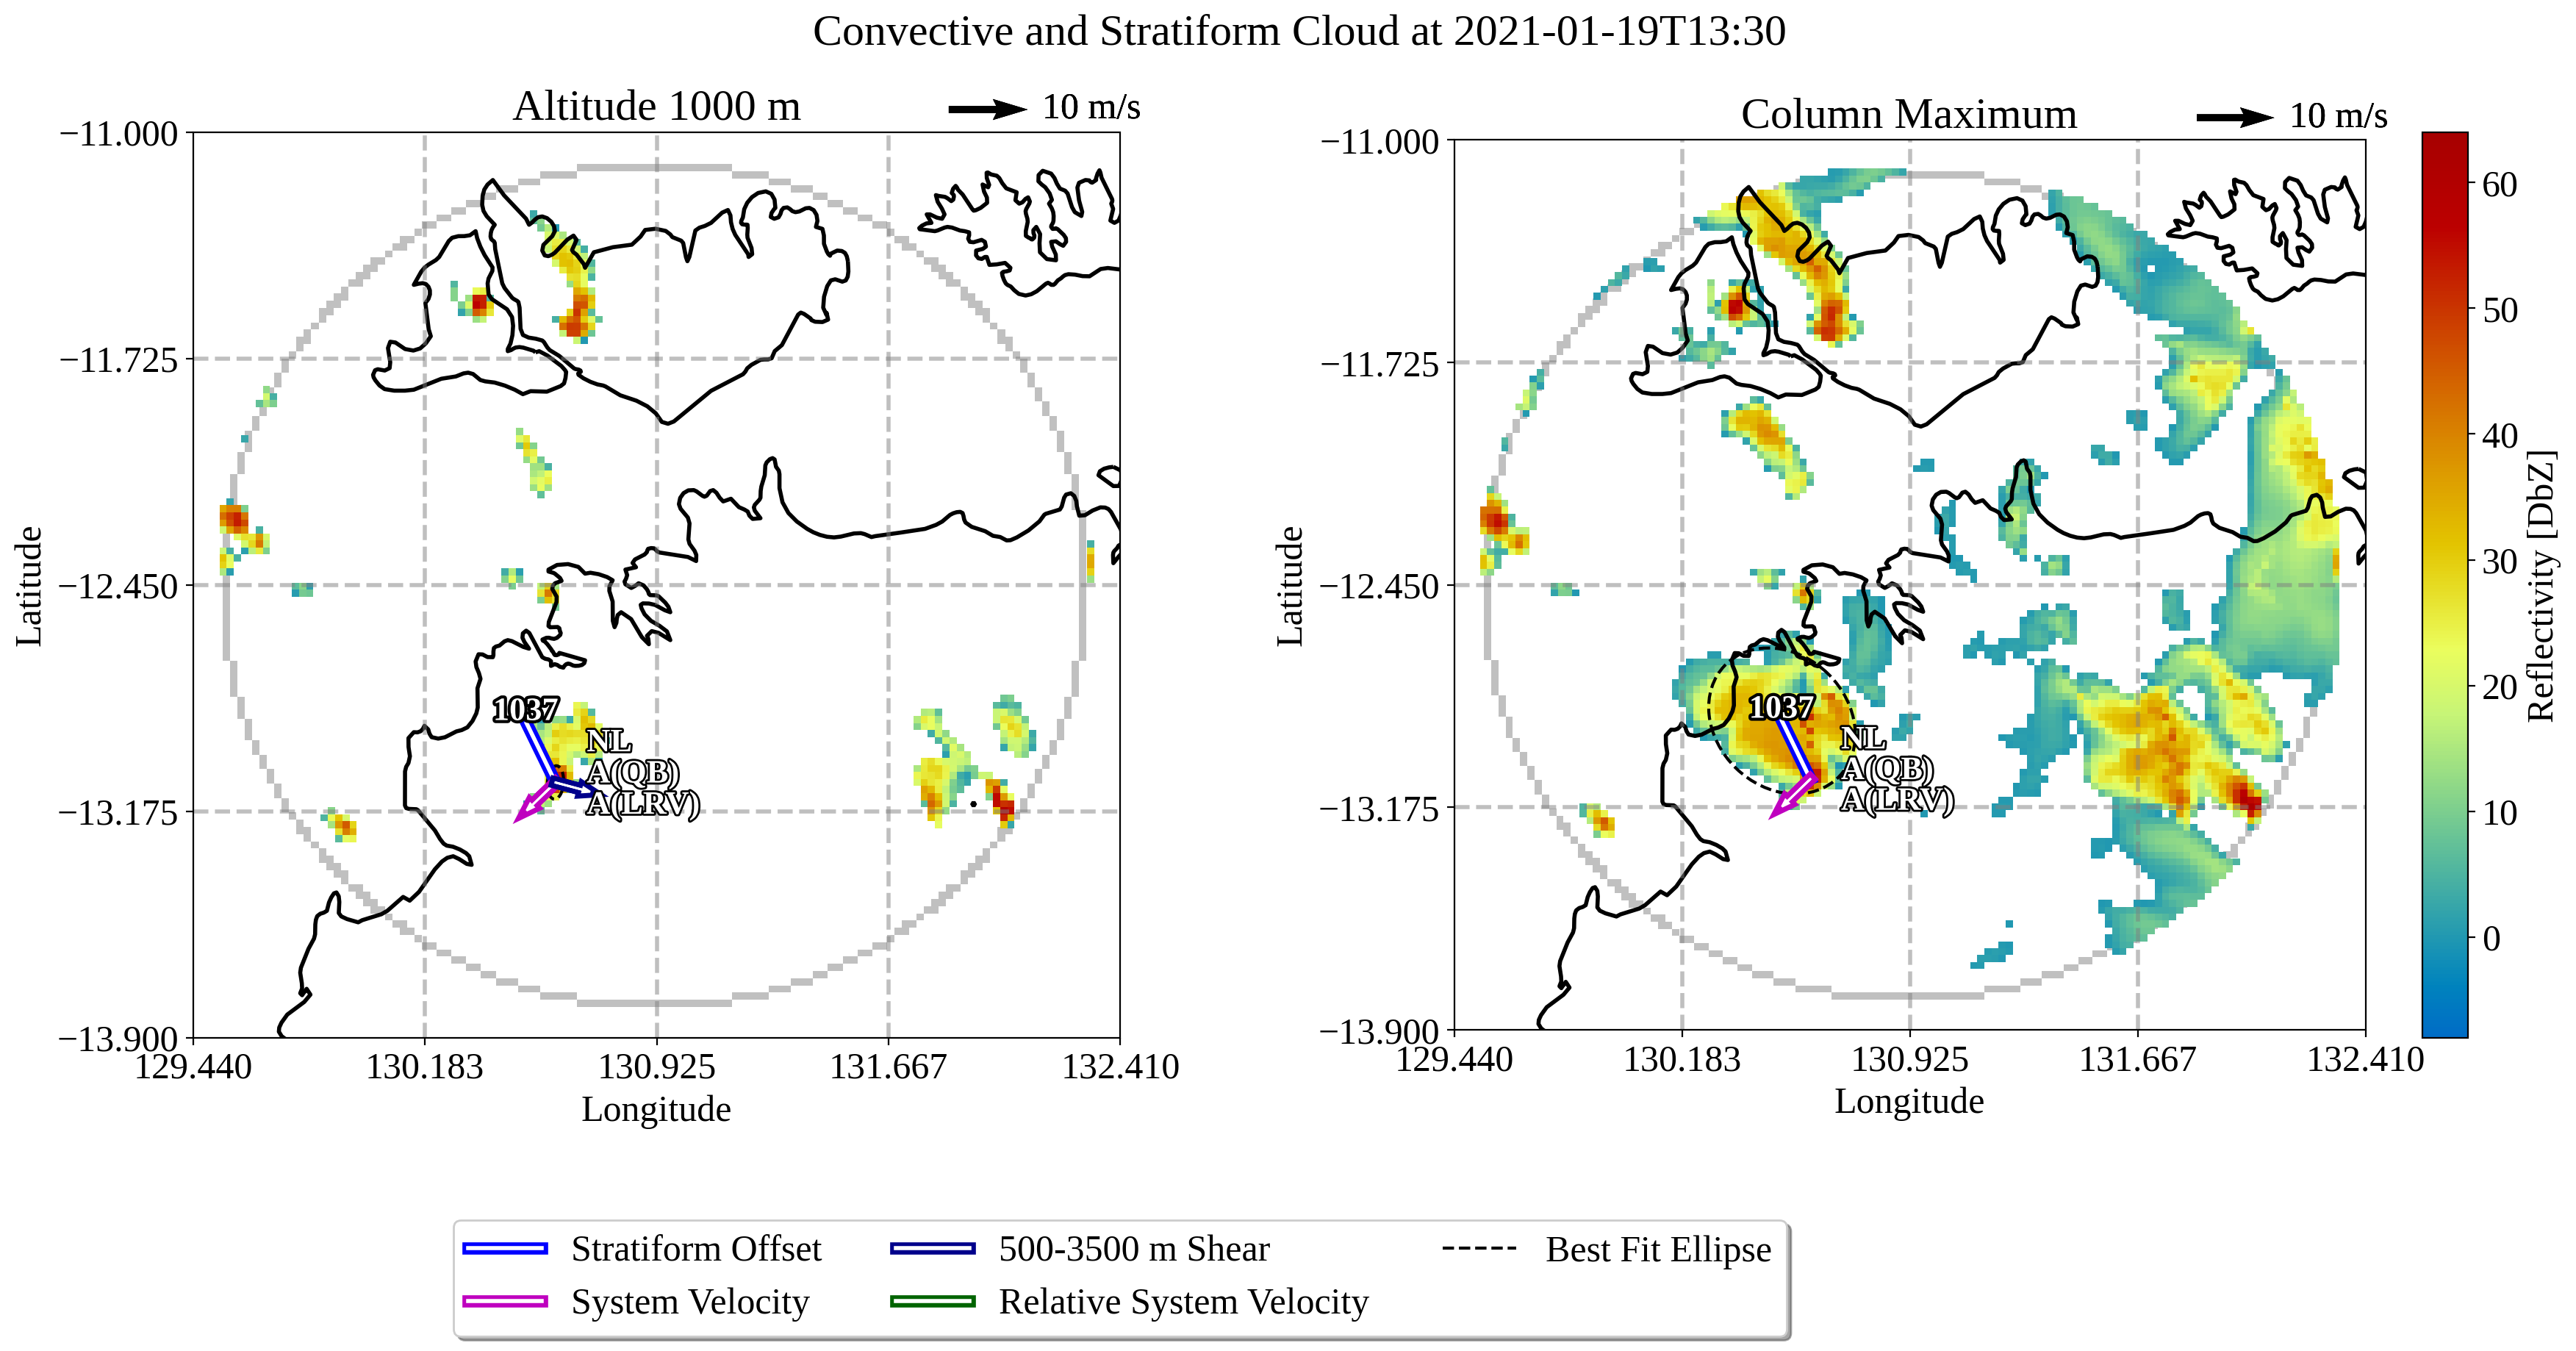 Convective and Stratiform Cloud at 2021-01-19T13:30
Altitude 1000 m
10 m/s
−11.000
−11.725
−12.450
−13.175
−13.900
Latitude
1037
NL
A(QB)
A(LRV)
129.440
130.183
130.925
131.667
132.410
Longitude
Column Maximum
10 m/s
−11.000
−11.725
−12.450
−13.175
−13.900
Latitude
1037
NL
A(QB)
A(LRV)
129.440
130.183
130.925
131.667
132.410
Longitude
60
50
40
30
20
10
0
Reflectivity [DbZ]
Stratiform Offset
System Velocity
500-3500 m Shear
Relative System Velocity
Best Fit Ellipse